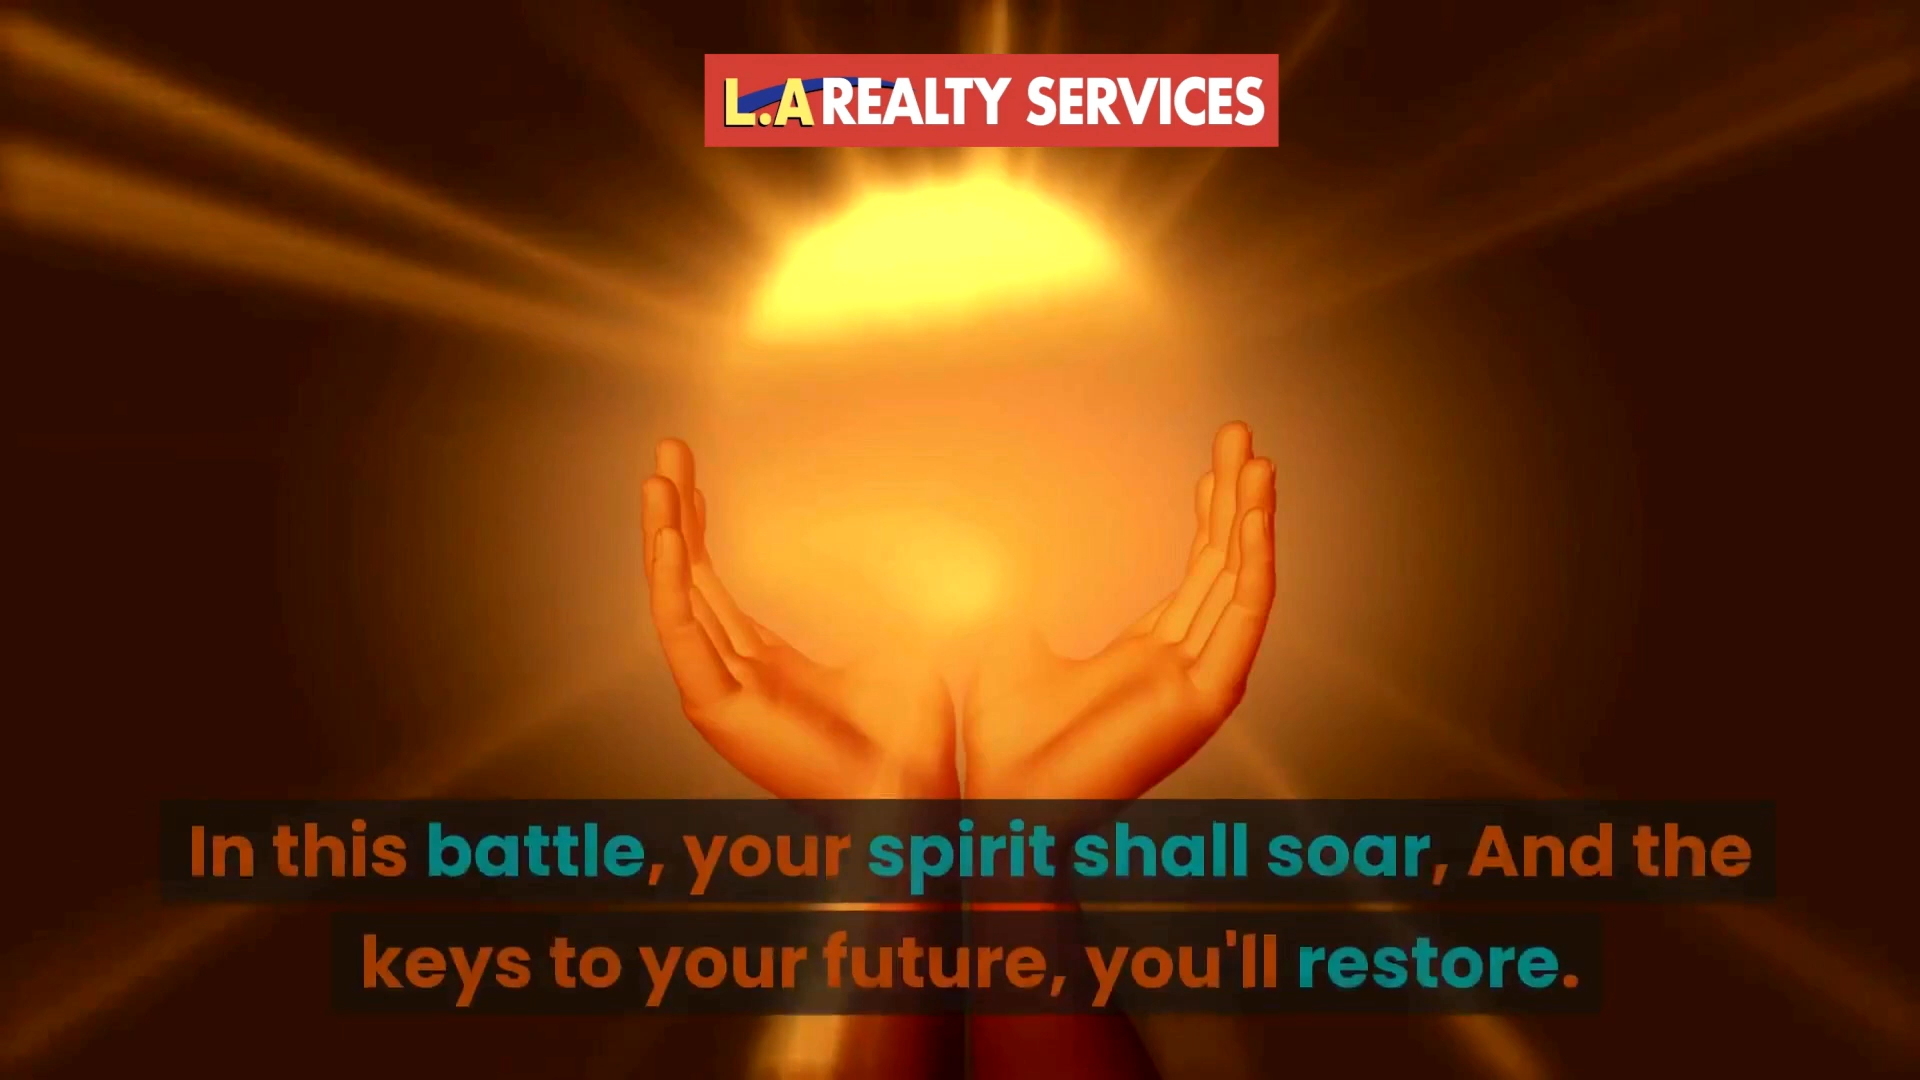 L.A REALTY SERVICES
In this battle, your spirit shall soar, And the
keys to your future, you'll restore.